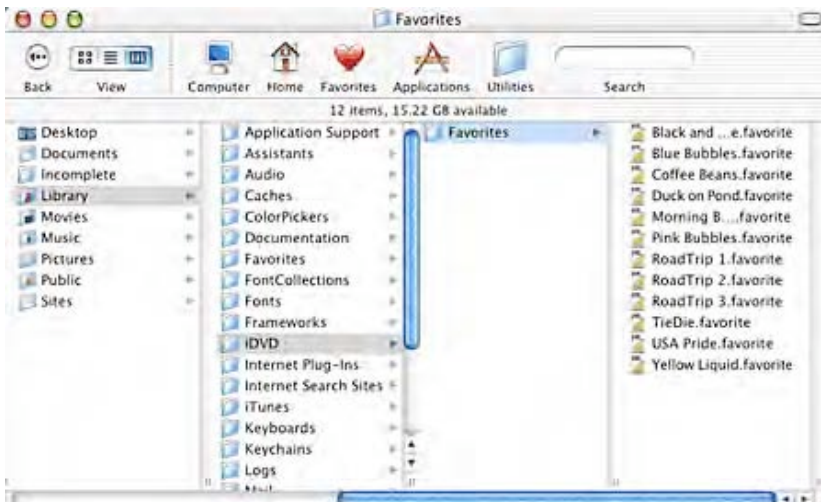 Favorites
Back View Computer Home Favorites Applications Utilities Search
12 items, 15.22 GB available
Desktop
Documents
Incomplete
Library
Movies
Music
Pictures
Public
Sites
Application Support
Assistants
Audio
Caches
ColorPickers
Documentation
Favorites
FontCollections
Fonts
Frameworks
iDVD
Internet Plug-Ins
Internet Search Sites
iTunes
Keyboards
Keychains
Logs
Favorites
Black and ...e.favorite
Blue Bubbles.favorite
Coffee Beans.favorite
Duck on Pond.favorite
Morning B....favorite
Pink Bubbles.favorite
RoadTrip 1.favorite
RoadTrip 2.favorite
RoadTrip 3.favorite
TieDie.favorite
USA Pride.favorite
Yellow Liquid.favorite